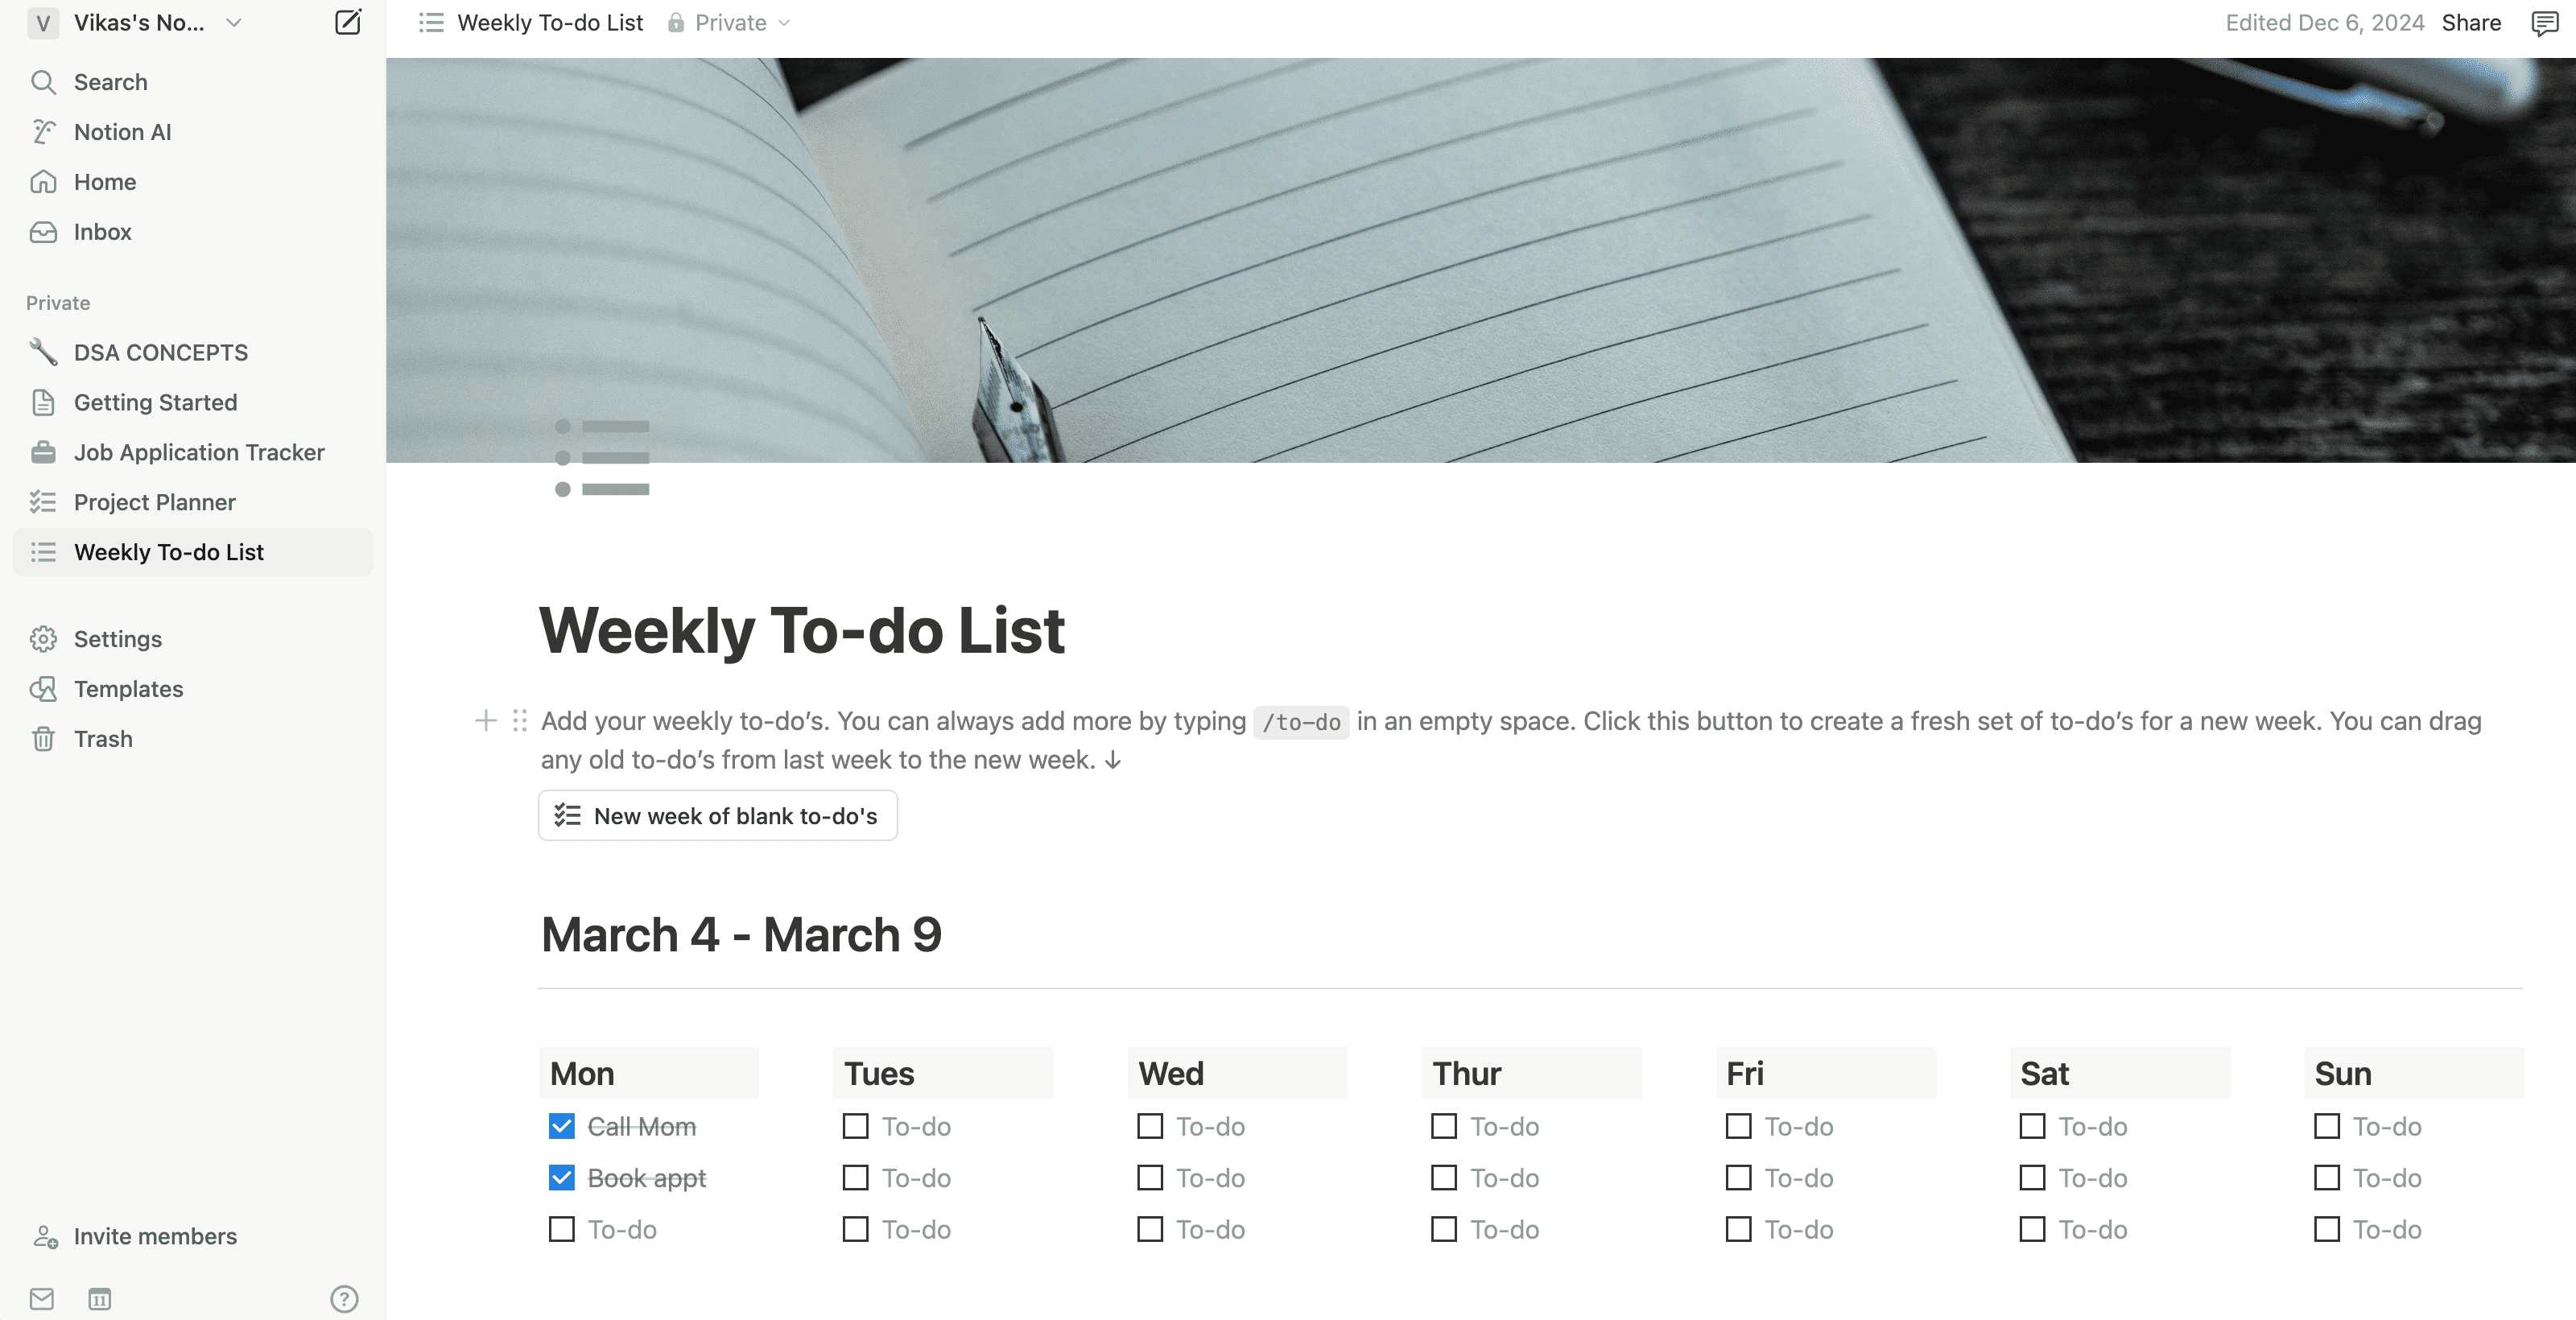 V Vikas's No...
Search
Notion AI
Home
Inbox
Private
DSA CONCEPTS
Getting Started
Job Application Tracker
Project Planner
Weekly To-do List
Settings
Templates
Trash
Invite members
11
?
Weekly To-do List Private
Edited Dec 6, 2024 Share
Weekly To-do List
Add your weekly to-do’s. You can always add more by typing /to-do in an empty space. Click this button to create a fresh set of to-do’s for a new week. You can drag
any old to-do’s from last week to the new week. ↓
New week of blank to-do's
March 4 - March 9
Mon Tues Wed Thur Fri Sat Sun
Call Mom To-do To-do To-do To-do To-do To-do
Book appt To-do To-do To-do To-do To-do To-do
To-do To-do To-do To-do To-do To-do To-do